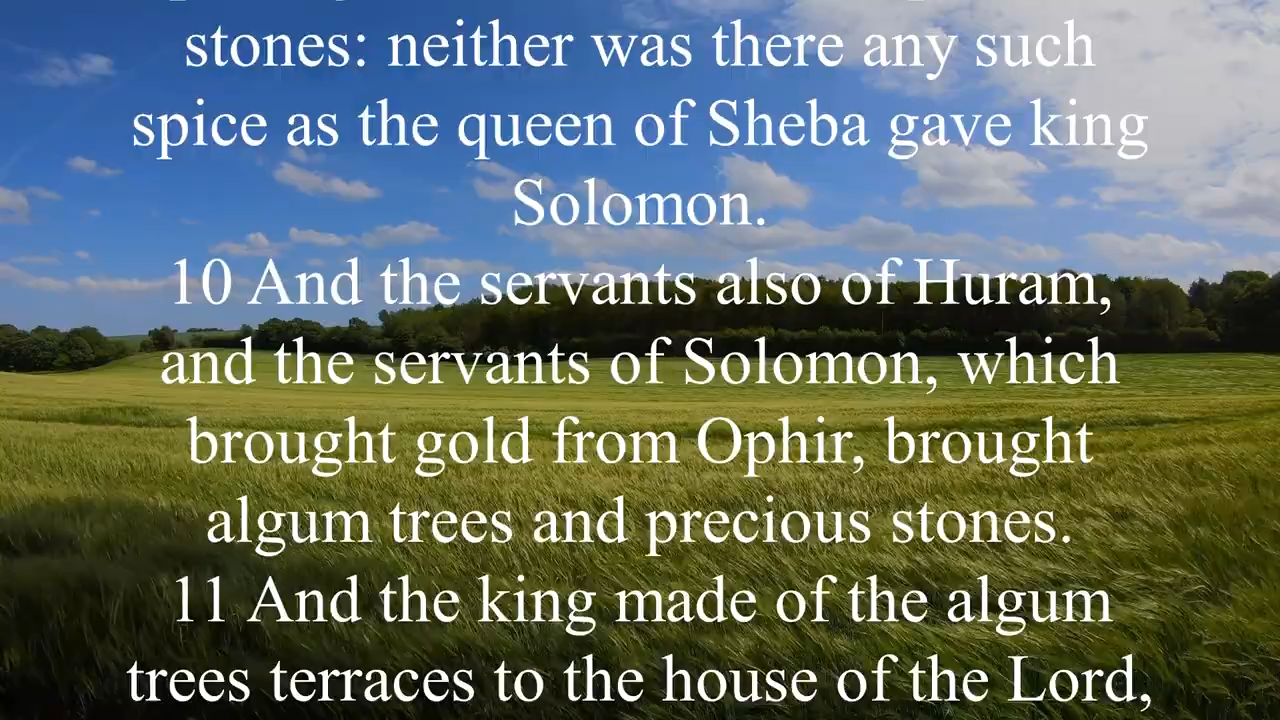 stones: neither was there any such
spice as the queen of Sheba gave king
Solomon.
10 And the servants also of Huram,
and the servants of Solomon, which
brought gold from Ophir, brought
algum trees and precious stones.
11 And the king made of the algum
trees terraces to the house of the Lord,